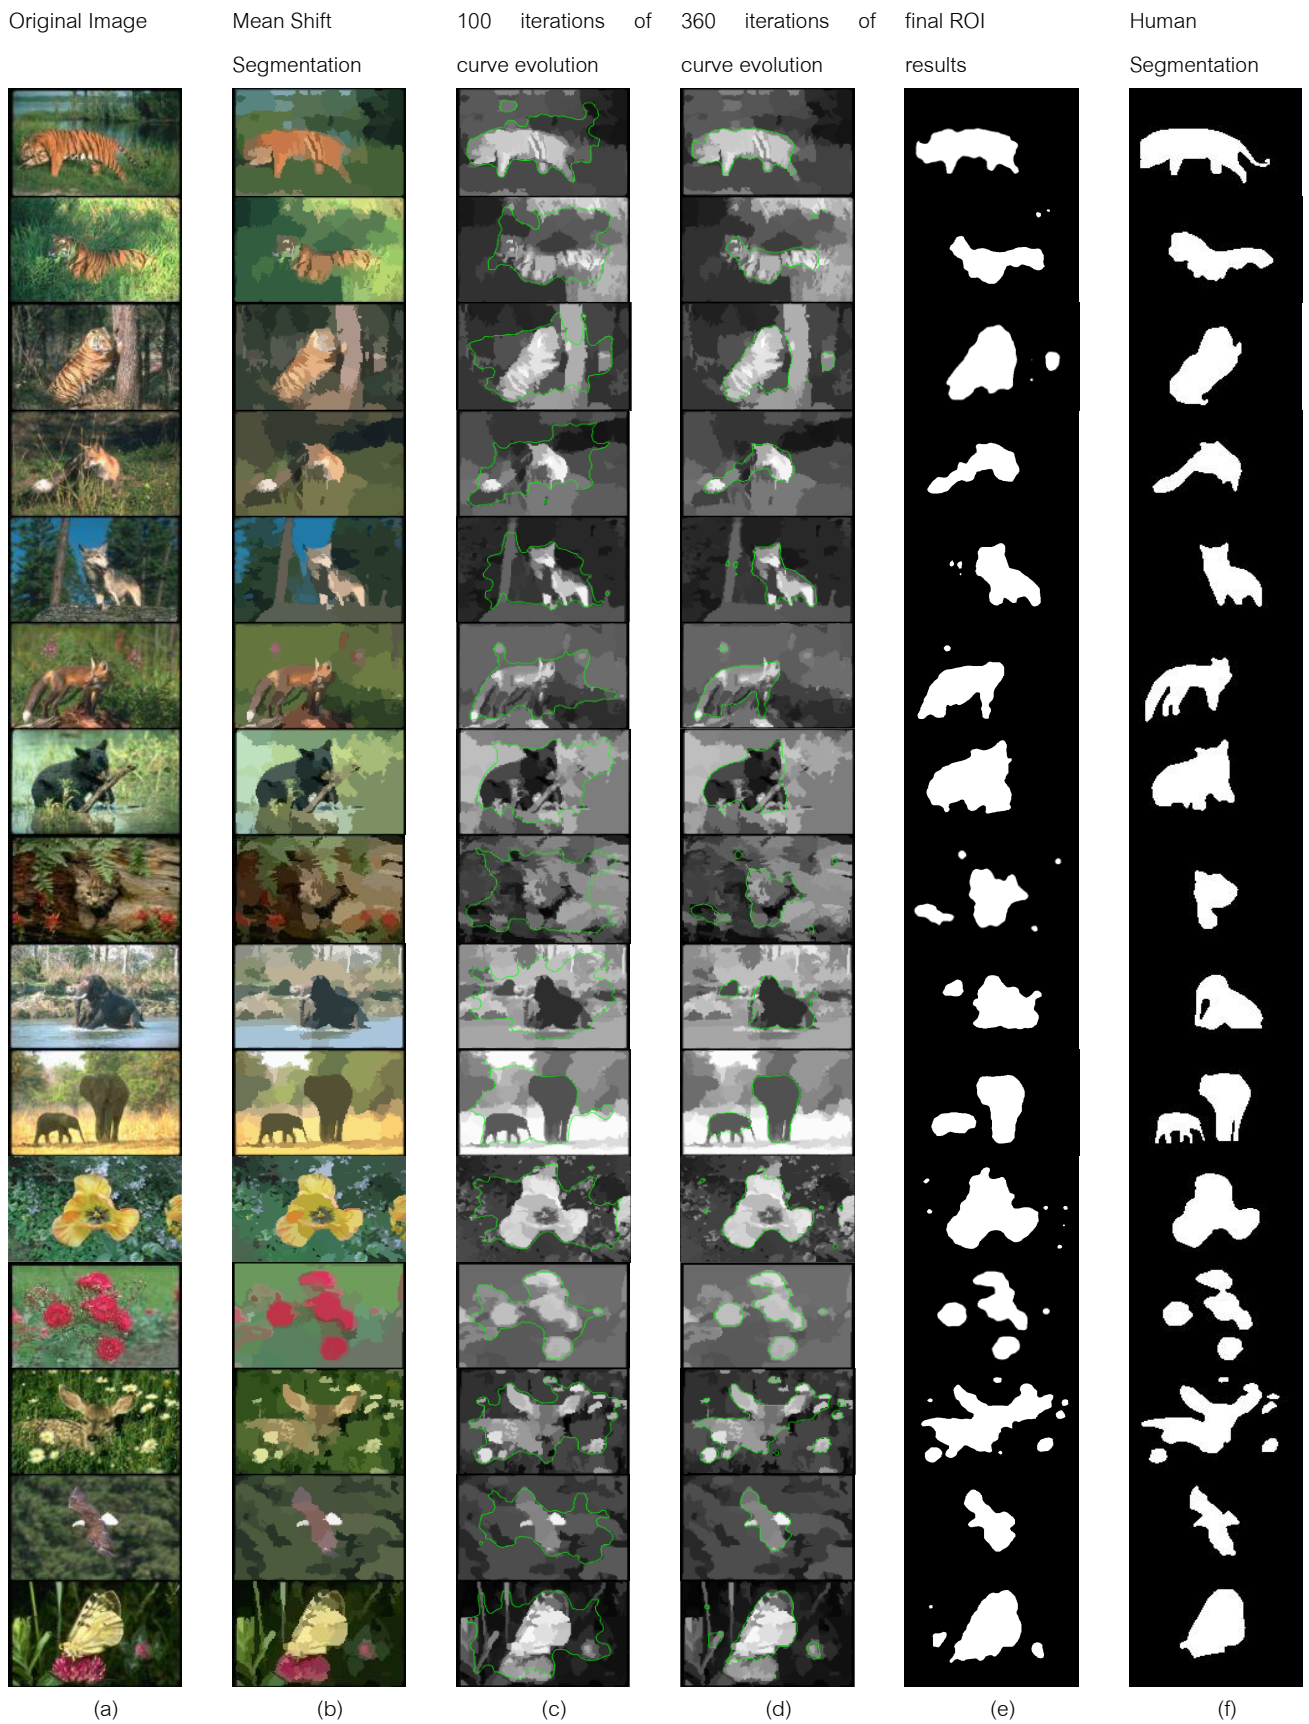 Original Image
Mean Shift
Segmentation
100 iterations of
curve evolution
360 iterations of
curve evolution
final ROI
results
Human
Segmentation
(a)
(b)
(c)
(d)
(e)
(f)